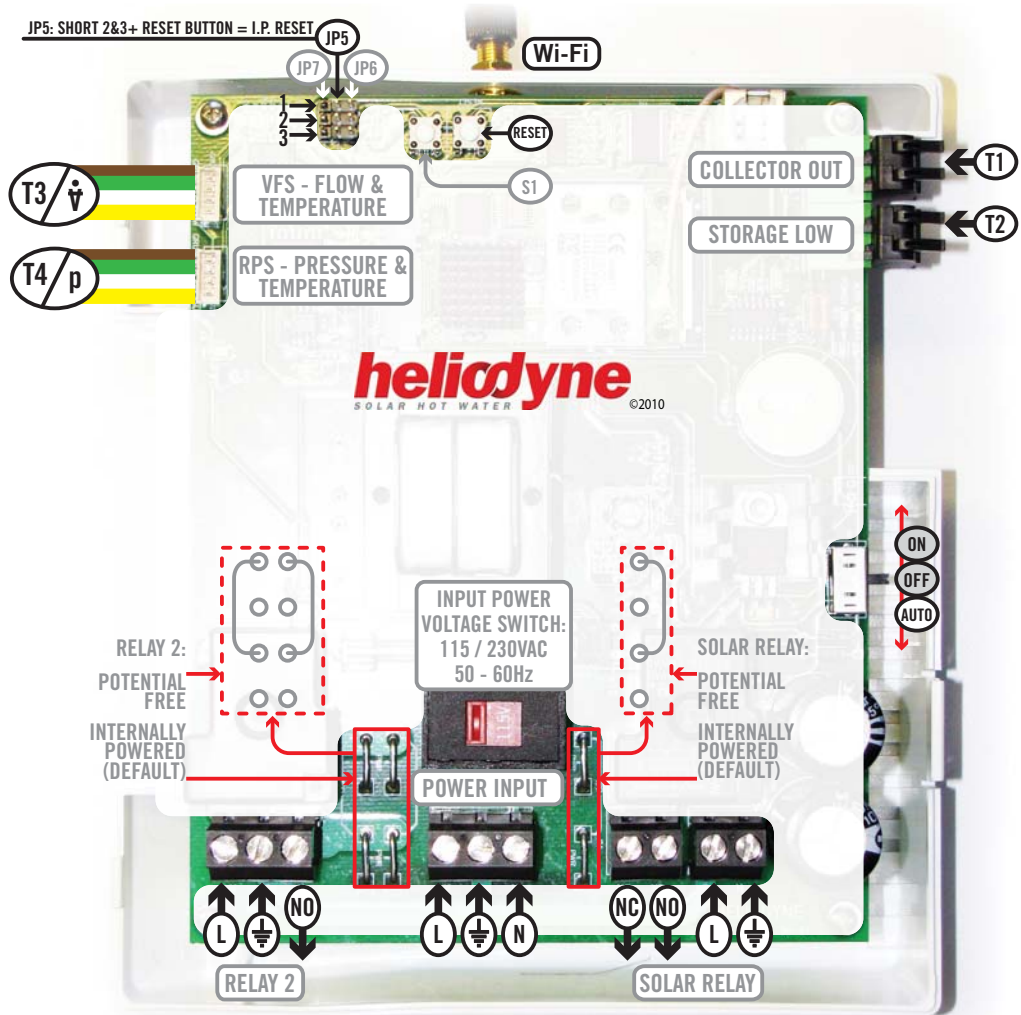 JP5: SHORT 2&3+ RESET BUTTON = I.P. RESET
JP5
Wi-Fi
JP7
JP6
1
2
3
RESET
S1
T3/v̇
VFS - FLOW &
TEMPERATURE
COLLECTOR OUT
T1
STORAGE LOW
T2
T4/p
RPS - PRESSURE &
TEMPERATURE
heliodyne
SOLAR HOT WATER
©2010
ON
OFF
AUTO
INPUT POWER
VOLTAGE SWITCH:
115 / 230VAC
50 - 60Hz
RELAY 2:
POTENTIAL
FREE
INTERNALLY
POWERED
(DEFAULT)
SOLAR RELAY:
POTENTIAL
FREE
INTERNALLY
POWERED
(DEFAULT)
115V
POWER INPUT
L
NO
L
N
NC
NO
L
RELAY 2
SOLAR RELAY